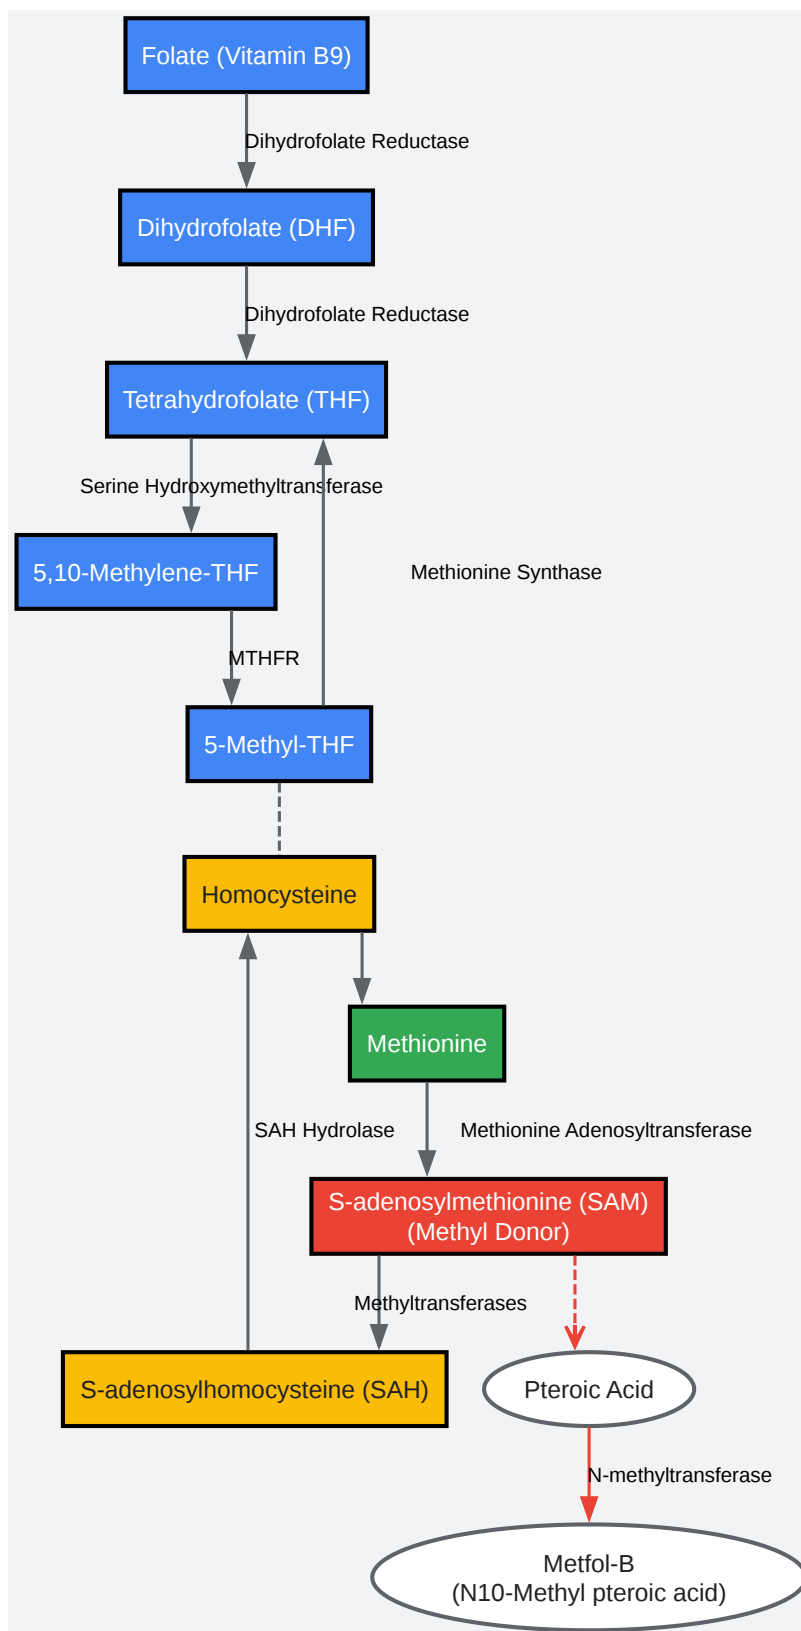 Folate (Vitamin B9)
Dihydrofolate Reductase
Dihydrofolate (DHF)
Dihydrofolate Reductase
Tetrahydrofolate (THF)
Serine Hydroxymethyltransferase
5,10-Methylene-THF
Methionine Synthase
MTHFR
5-Methyl-THF
Homocysteine
Methionine
SAH Hydrolase
Methionine Adenosyltransferase
S-adenosylmethionine (SAM)
(Methyl Donor)
Methyltransferases
S-adenosylhomocysteine (SAH)
Pteroic Acid
N-methyltransferase
Metfol-B
(N10-Methyl pteroic acid)